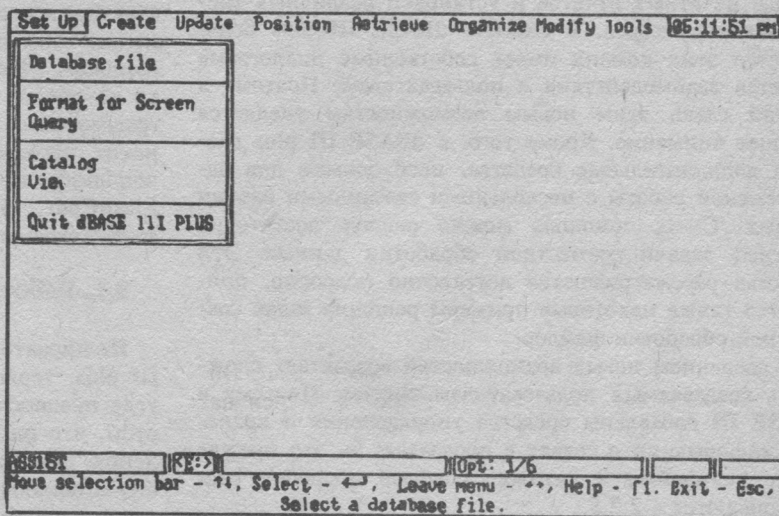 Set Up Create Update Position Retrieve Organize Modify Tools 05:11:51 pm
Database file
Format for Screen
Query
Catalog
View
Quit dBASE III PLUS
ASSIST <E:> Opt: 1/6
Move selection bar - ↑↓, Select - ←┘, Leave menu - ↔, Help - F1. Exit - Esc,
Select a database file.